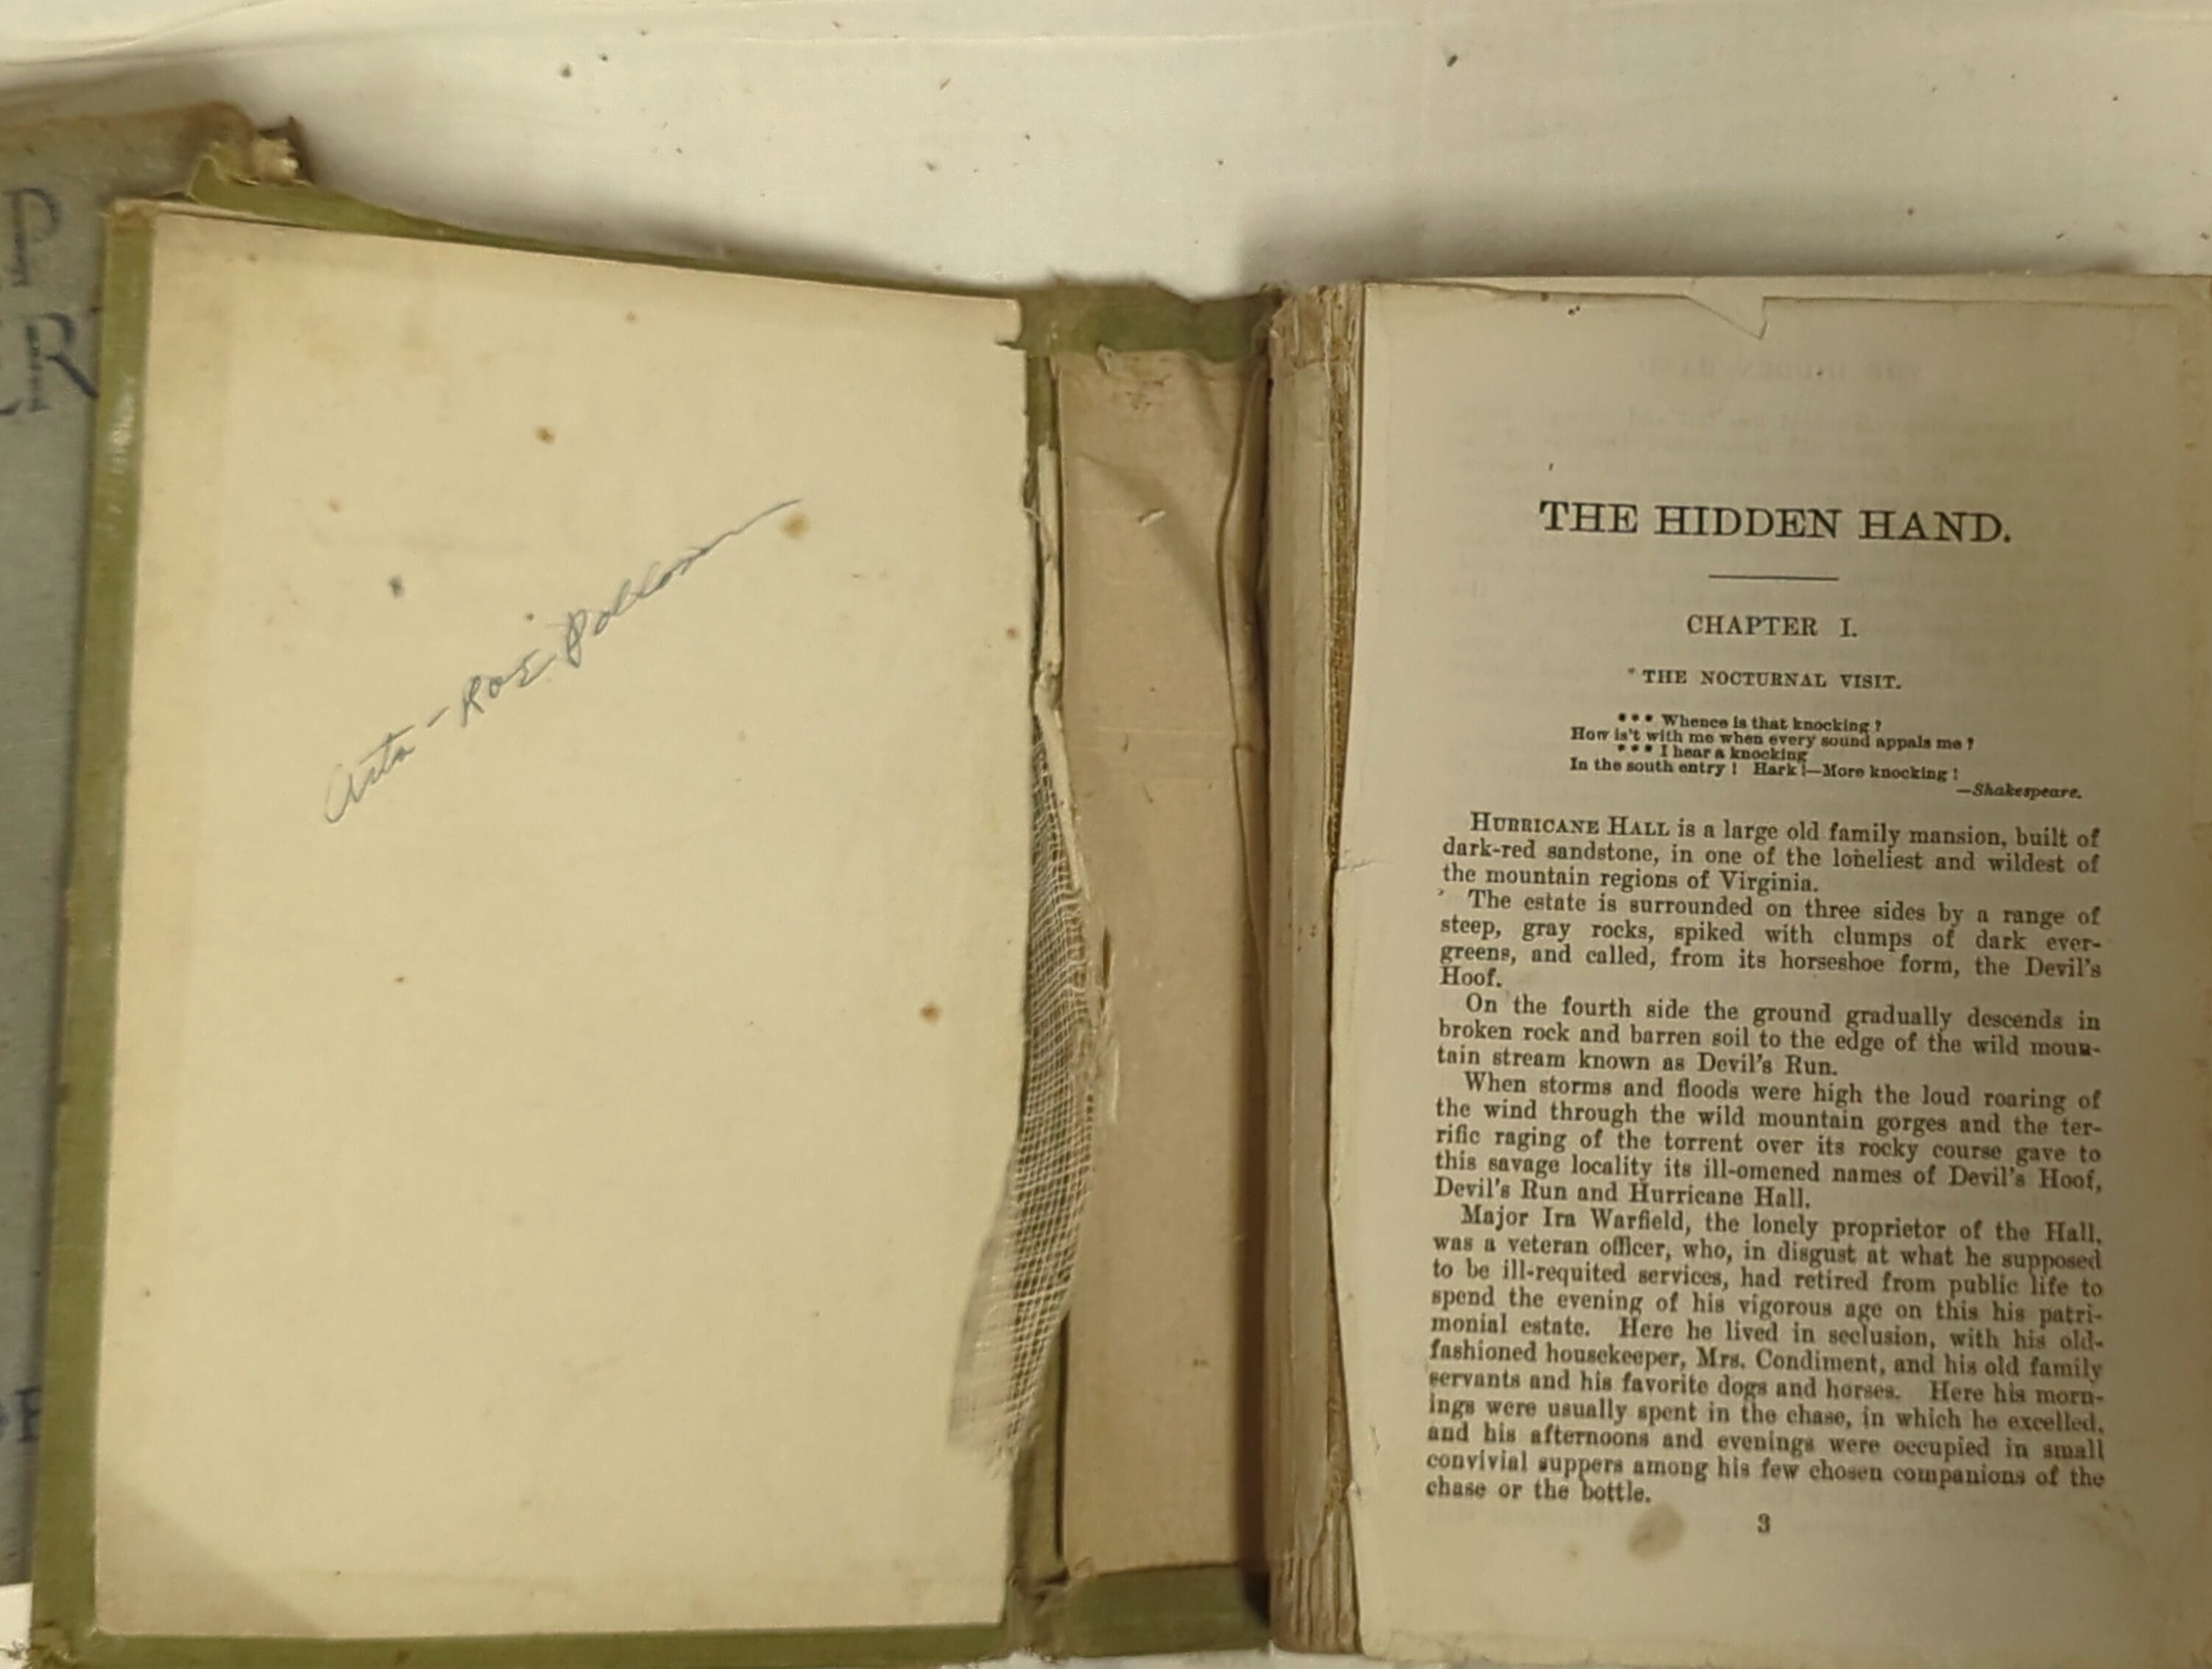 P
ER
Arta - Roe
THE HIDDEN HAND.
CHAPTER I.
THE NOCTURNAL VISIT.
* * * Whence is that knocking?
How is't with me when every sound appals me?
* * * I hear a knocking
In the south entry! Hark!—More knocking!
—Shakespeare.
HURRICANE HALL is a large old family mansion, built of
dark-red sandstone, in one of the loneliest and wildest of
the mountain regions of Virginia.
The estate is surrounded on three sides by a range of
steep, gray rocks, spiked with clumps of dark ever-
greens, and called, from its horseshoe form, the Devil's
Hoof.
On the fourth side the ground gradually descends in
broken rock and barren soil to the edge of the wild moun-
tain stream known as Devil's Run.
When storms and floods were high the loud roaring of
the wind through the wild mountain gorges and the ter-
rific raging of the torrent over its rocky course gave to
this savage locality its ill-omened names of Devil's Hoof,
Devil's Run and Hurricane Hall.
Major Ira Warfield, the lonely proprietor of the Hall,
was a veteran officer, who, in disgust at what he supposed
to be ill-requited services, had retired from public life to
spend the evening of his vigorous age on this his patri-
monial estate. Here he lived in seclusion, with his old-
fashioned housekeeper, Mrs. Condiment, and his old family
servants and his favorite dogs and horses. Here his morn-
ings were usually spent in the chase, in which he excelled,
and his afternoons and evenings were occupied in small
convivial suppers among his few chosen companions of the
chase or the bottle.
3